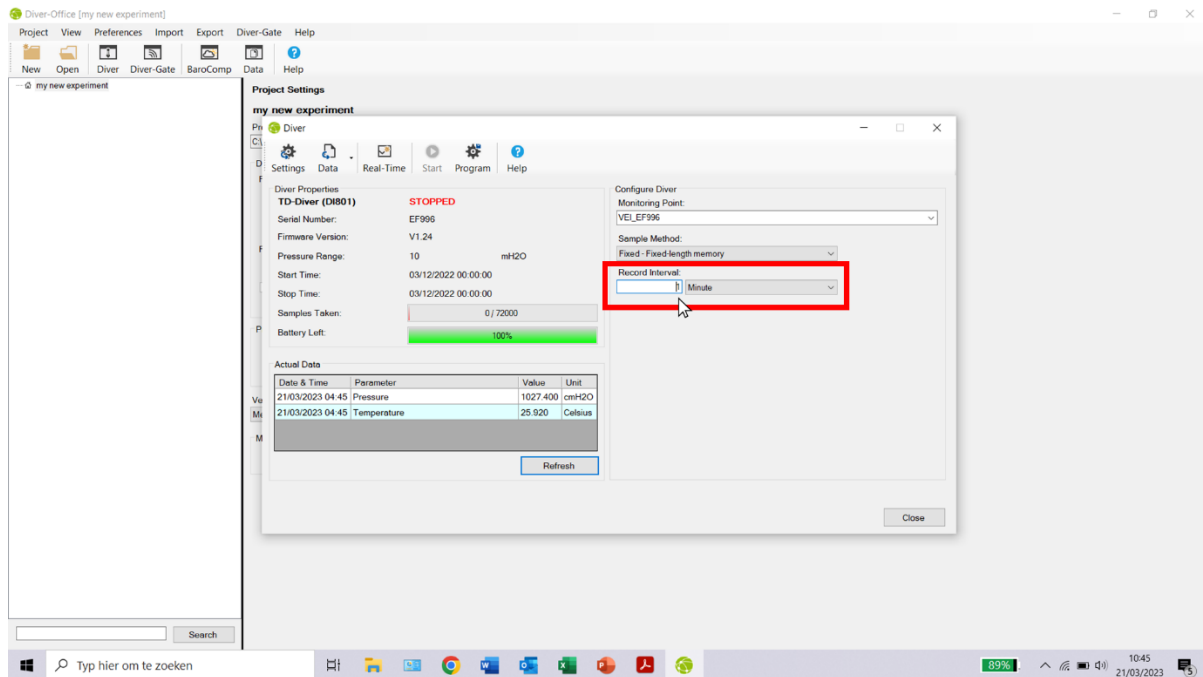 Diver-Office [my new experiment]
Project View Preferences Import Export Diver-Gate Help
New Open Diver Diver-Gate BaroComp Data Help
my new experiment
Project Settings
my new experiment
Diver
Settings Data Real-Time Start Program Help
Diver Properties
TD-Diver (DI801) STOPPED
Serial Number: EF996
Firmware Version: V1.24
Pressure Range: 10 mH2O
Start Time: 03/12/2022 00:00:00
Stop Time: 03/12/2022 00:00:00
Samples Taken: 0 / 72000
Battery Left: 100%
Configure Diver
Monitoring Point:
VEI_EF996
Sample Method:
Fixed - Fixed-length memory
Record Interval:
1 Minute
Actual Data
Date & Time Parameter Value Unit
21/03/2023 04:45 Pressure 1027.400 cmH2O
21/03/2023 04:45 Temperature 25.920 Celsius
Refresh
Close
Search
Typ hier om te zoeken
89%
10:45
21/03/2023
5